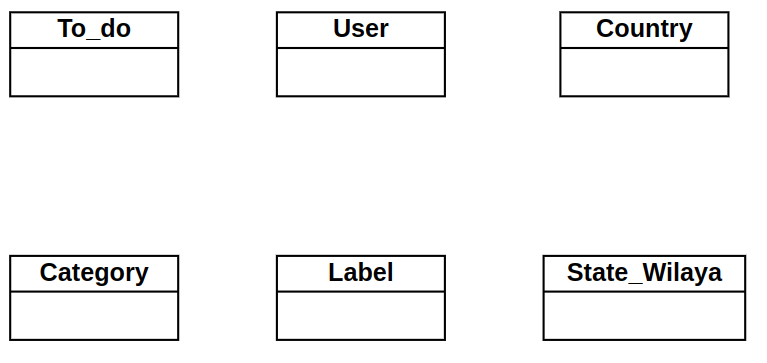 To_do
User
Country
Category
Label
State_Wilaya